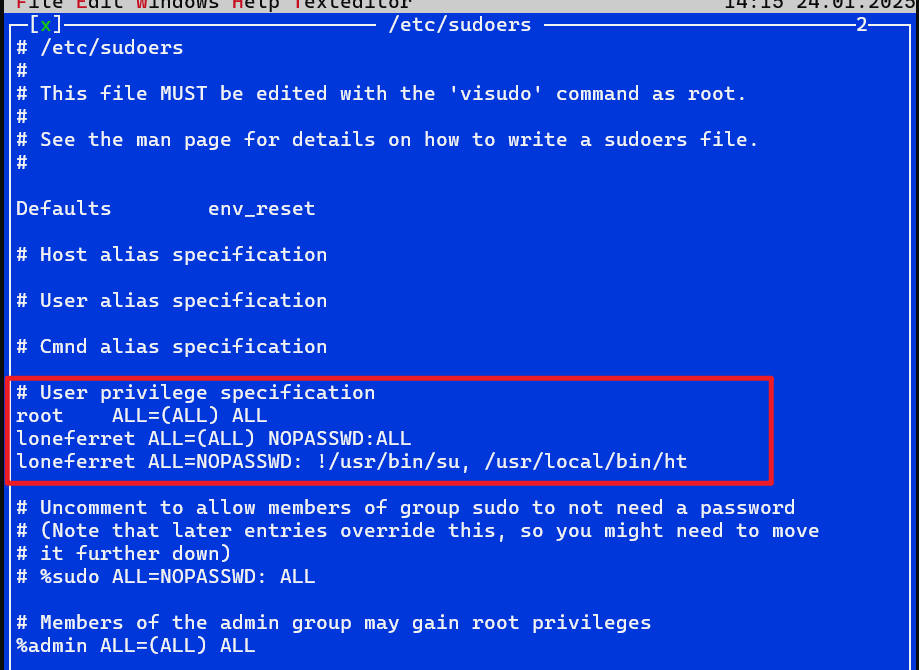 File Edit Windows Help Texteditor 14:15 24.01.2025
[x] /etc/sudoers 2
# /etc/sudoers
#
# This file MUST be edited with the 'visudo' command as root.
#
# See the man page for details on how to write a sudoers file.
#
Defaults        env_reset
# Host alias specification
# User alias specification
# Cmnd alias specification
# User privilege specification
root    ALL=(ALL) ALL
loneferret ALL=(ALL) NOPASSWD:ALL
loneferret ALL=NOPASSWD: !/usr/bin/su, /usr/local/bin/ht
# Uncomment to allow members of group sudo to not need a password
# (Note that later entries override this, so you might need to move
# it further down)
# %sudo ALL=NOPASSWD: ALL
# Members of the admin group may gain root privileges
%admin ALL=(ALL) ALL